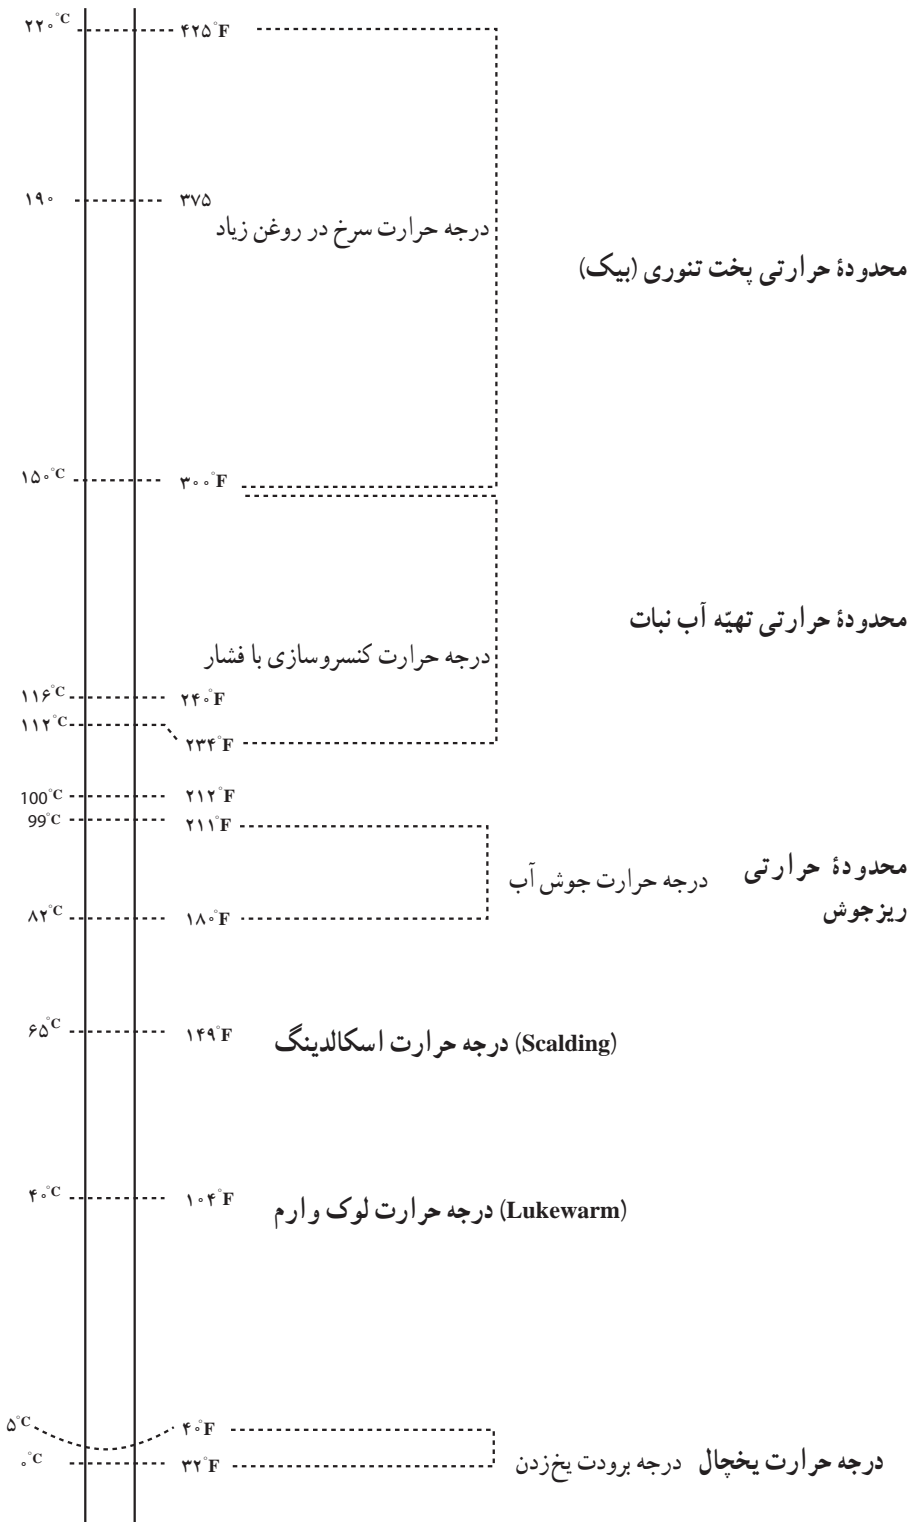 ۲۲۰°C ۴۲۵°F
۱۹۰ ۳۷۵
درجه حرارت سرخ در روغن زیاد
محدودهٔ حرارتی پخت تنوری (بیک)
۱۵۰°C ۳۰۰°F
محدودهٔ حرارتی تهیّه آب نبات
درجه حرارت کنسروسازی با فشار
۱۱۶°C ۲۴۰°F
۱۱۲°C ۲۳۴°F
100°C ۲۱۲°F
99°C ۲۱۱°F
محدودهٔ حرارتی
ریزجوش
درجه حرارت جوش آب
۸۲°C ۱۸۰°F
۶۵°C ۱۴۹°F درجه حرارت اسکالدینگ (Scalding)
۴۰°C ۱۰۴°F درجه حرارت لوک وارم (Lukewarm)
۵°C ۴۰°F
۰°C ۳۲°F
درجه حرارت یخچال درجه برودت یخ‌زدن